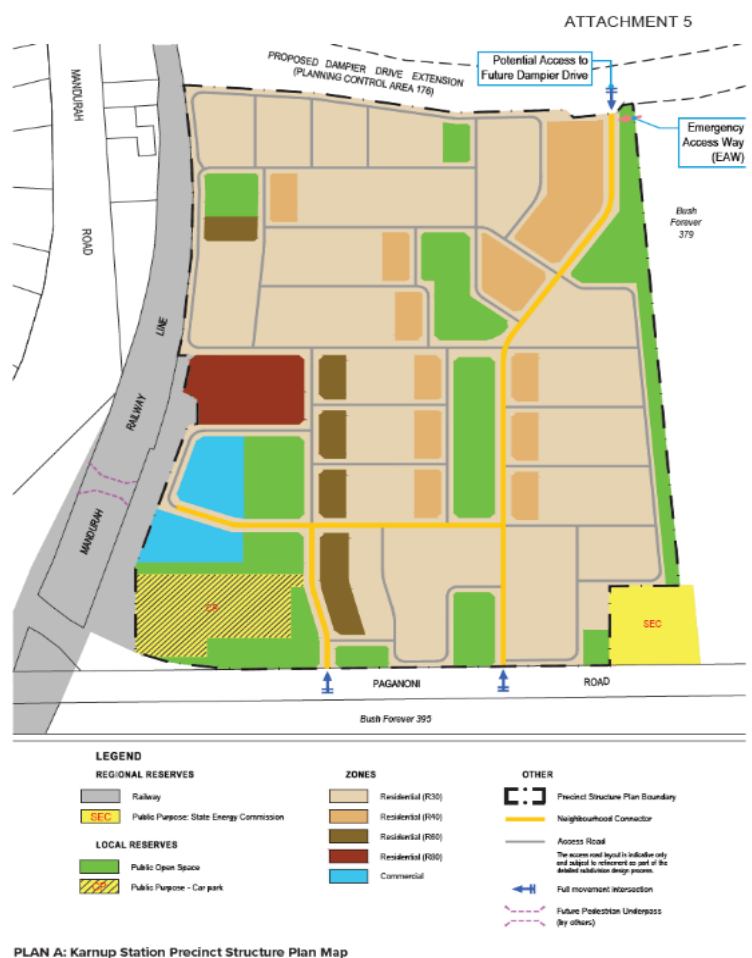 ATTACHMENT 5
PROPOSED DAMPIER DRIVE EXTENSION
(PLANNING CONTROL AREA 176)
Potential Access to
Future Dampier Drive
Emergency
Access Way
(EAW)
Bush
Forever
379
MANDURAH
ROAD
LINE
RAILWAY
MANDURAH
CP
SEC
PAGANONI
ROAD
Bush Forever 395
LEGEND
REGIONAL RESERVES
Railway
SEC
Public Purpose: State Energy Commission
LOCAL RESERVES
Public Open Space
CP
Public Purpose - Car park
ZONES
Residential (R30)
Residential (R40)
Residential (R60)
Residential (R80)
Commercial
OTHER
Precinct Structure Plan Boundary
Neighbourhood Connector
Access Road
The access road layout is indicative only
and subject to refinement as part of the
detailed subdivision design process.
Full movement intersection
Future Pedestrian Underpass
(by others)
PLAN A: Karnup Station Precinct Structure Plan Map